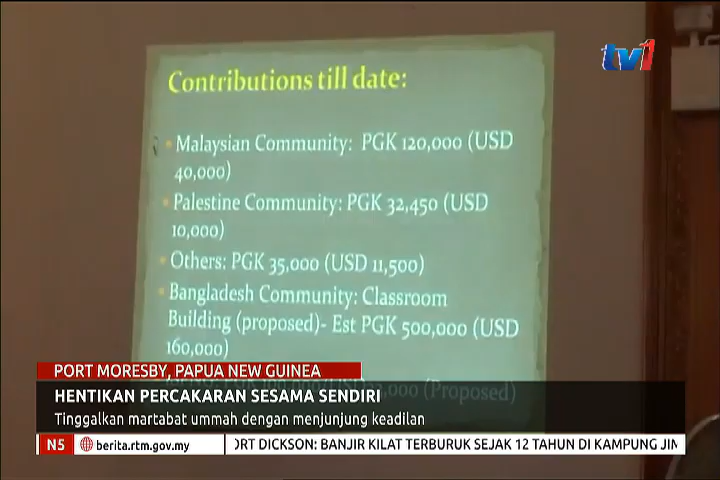 tv1
Contributions till date:
Malaysian Community: PGK 120,000 (USD
40,000)
Palestine Community: PGK 32,450 (USD
10,000)
Others: PGK 35,000 (USD 11,500)
Bangladesh Community: Classroom
Building (proposed)- Est PGK 500,000 (USD
160,000)
(Proposed)
PORT MORESBY, PAPUA NEW GUINEA
HENTIKAN PERCAKARAN SESAMA SENDIRI
Tinggalkan martabat ummah dengan menjunjung keadilan
N5 berita.rtm.gov.my ORT DICKSON: BANJIR KILAT TERBURUK SEJAK 12 TAHUN DI KAMPUNG JIM